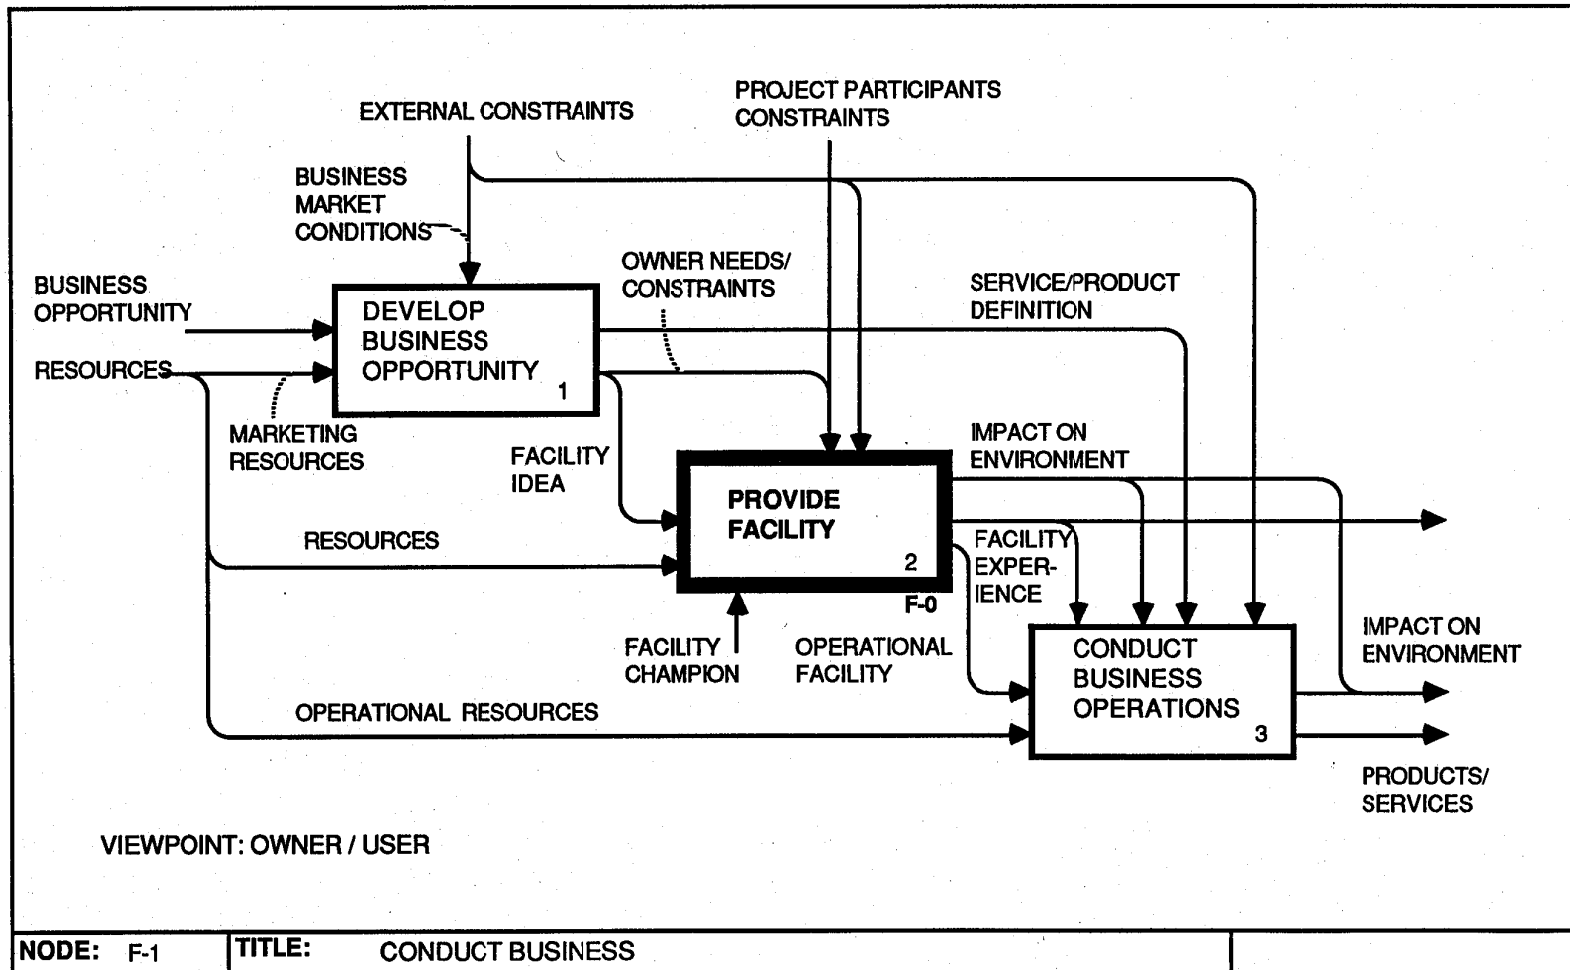 PROJECT PARTICIPANTS
CONSTRAINTS
EXTERNAL CONSTRAINTS
BUSINESS
MARKET
CONDITIONS
OWNER NEEDS/
CONSTRAINTS
SERVICE/PRODUCT
DEFINITION
BUSINESS
OPPORTUNITY
RESOURCES
DEVELOP
BUSINESS
OPPORTUNITY
1
MARKETING
RESOURCES
FACILITY
IDEA
IMPACT ON
ENVIRONMENT
PROVIDE
FACILITY
2
F-0
RESOURCES
FACILITY
EXPER-
IENCE
FACILITY
CHAMPION
OPERATIONAL
FACILITY
CONDUCT
BUSINESS
OPERATIONS
3
IMPACT ON
ENVIRONMENT
OPERATIONAL RESOURCES
PRODUCTS/
SERVICES
VIEWPOINT: OWNER / USER
NODE: F-1 TITLE: CONDUCT BUSINESS